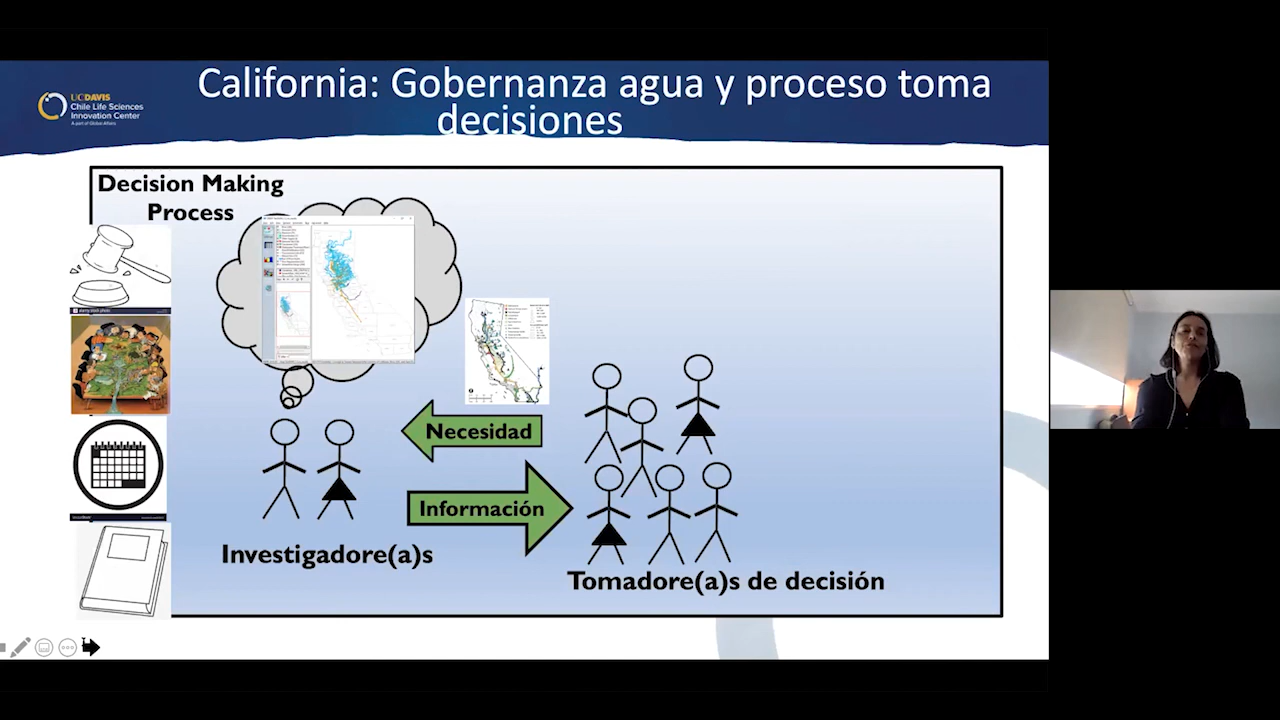 UCDAVIS
Chile Life Sciences
Innovation Center
A part of Global Affairs
California: Gobernanza agua y proceso toma
decisiones
Decision Making
Process
Necesidad
Información
Investigadore(a)s
Tomadore(a)s de decisión